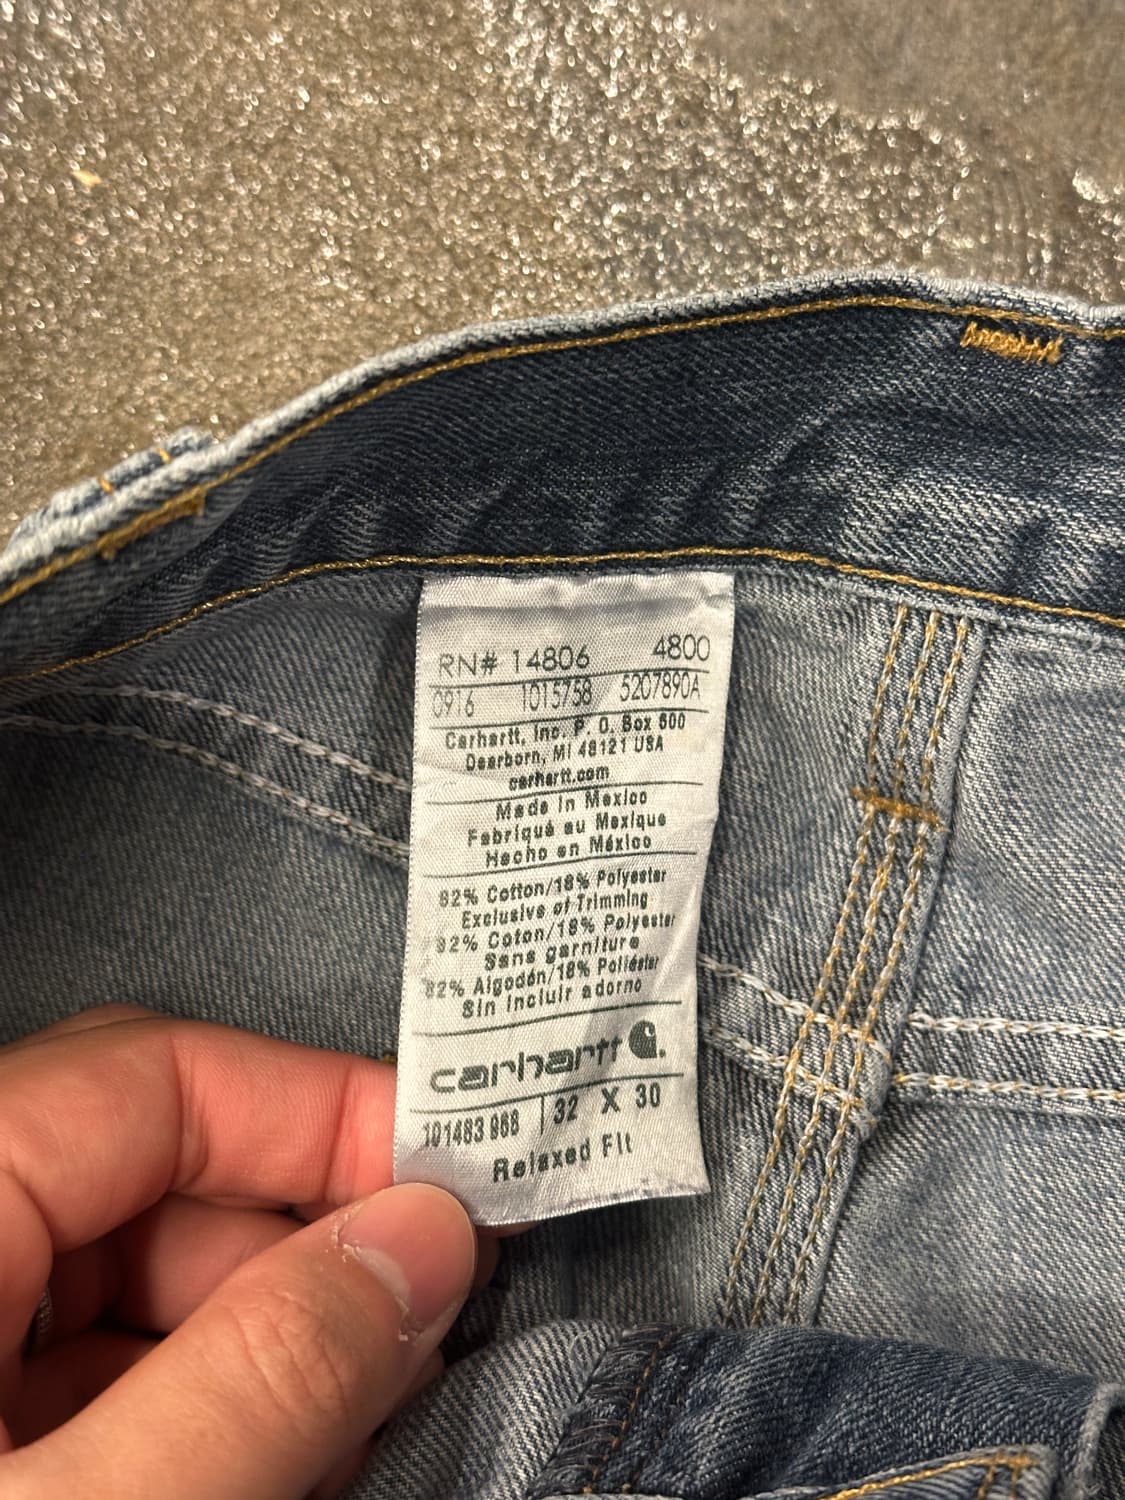 RN# 14806 4800
0916 1015758 5207890A
Carhartt, Inc. P. O. Box 600
Dearborn, MI 48121 USA
carhartt.com
Made in Mexico
Fabriqué au Mexique
Hecho en México
82% Cotton/18% Polyester
Exclusive of Trimming
82% Coton/18% Polyester
Sans garniture
82% Algodón/18% Poliéster
Sin incluir adorno
carhartt
101483 968 32 X 30
Relaxed Fit